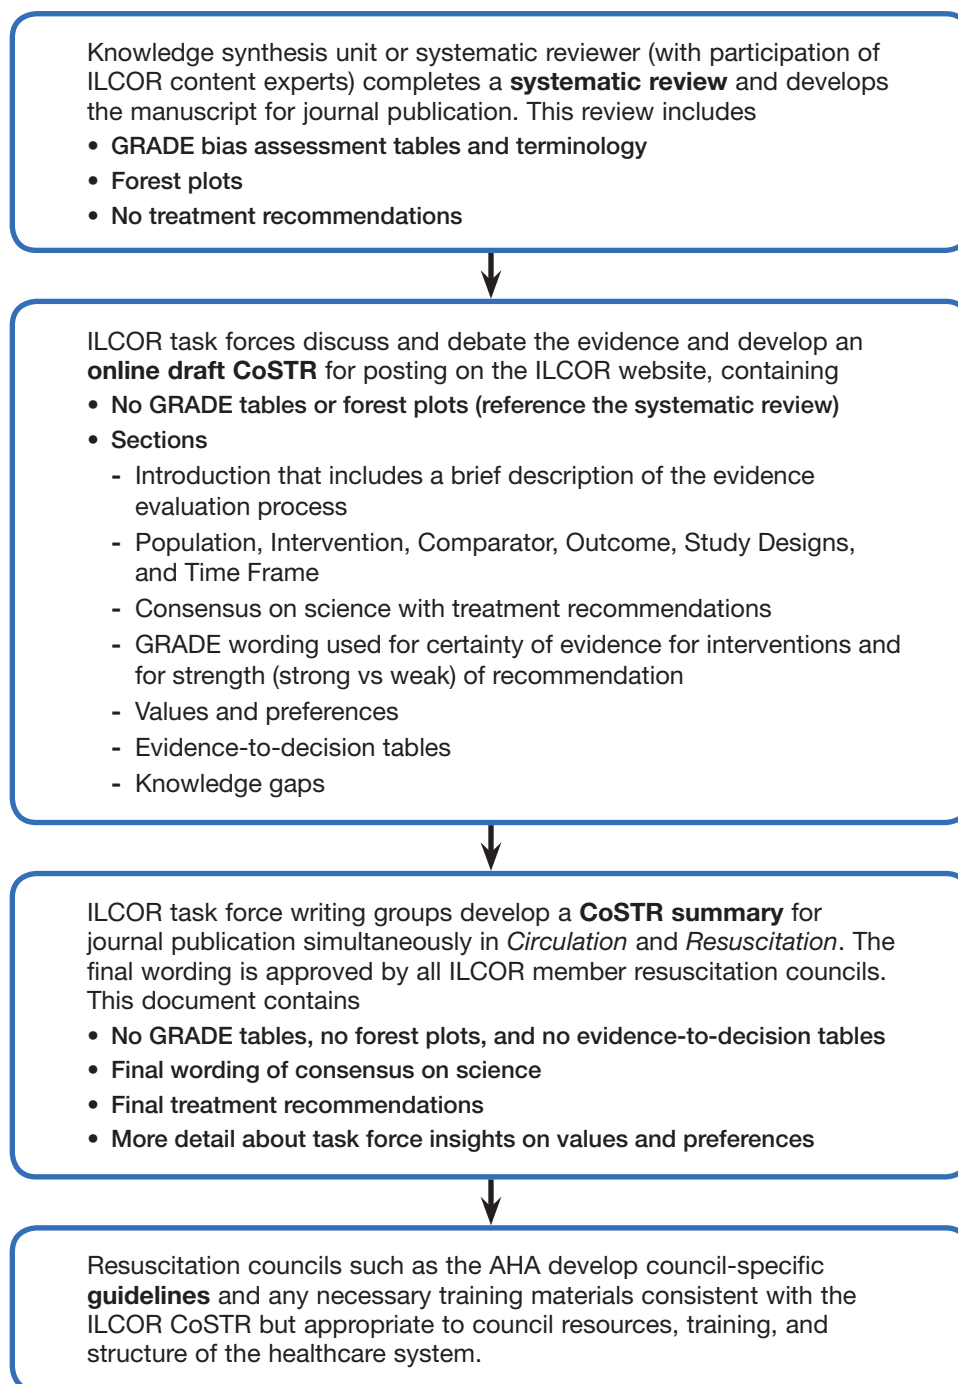 Knowledge synthesis unit or systematic reviewer (with participation of
ILCOR content experts) completes a systematic review and develops
the manuscript for journal publication. This review includes
• GRADE bias assessment tables and terminology
• Forest plots
• No treatment recommendations
ILCOR task forces discuss and debate the evidence and develop an
online draft CoSTR for posting on the ILCOR website, containing
• No GRADE tables or forest plots (reference the systematic review)
• Sections
- Introduction that includes a brief description of the evidence
evaluation process
- Population, Intervention, Comparator, Outcome, Study Designs,
and Time Frame
- Consensus on science with treatment recommendations
- GRADE wording used for certainty of evidence for interventions and
for strength (strong vs weak) of recommendation
- Values and preferences
- Evidence-to-decision tables
- Knowledge gaps
ILCOR task force writing groups develop a CoSTR summary for
journal publication simultaneously in Circulation and Resuscitation. The
final wording is approved by all ILCOR member resuscitation councils.
This document contains
• No GRADE tables, no forest plots, and no evidence-to-decision tables
• Final wording of consensus on science
• Final treatment recommendations
• More detail about task force insights on values and preferences
Resuscitation councils such as the AHA develop council-specific
guidelines and any necessary training materials consistent with the
ILCOR CoSTR but appropriate to council resources, training, and
structure of the healthcare system.